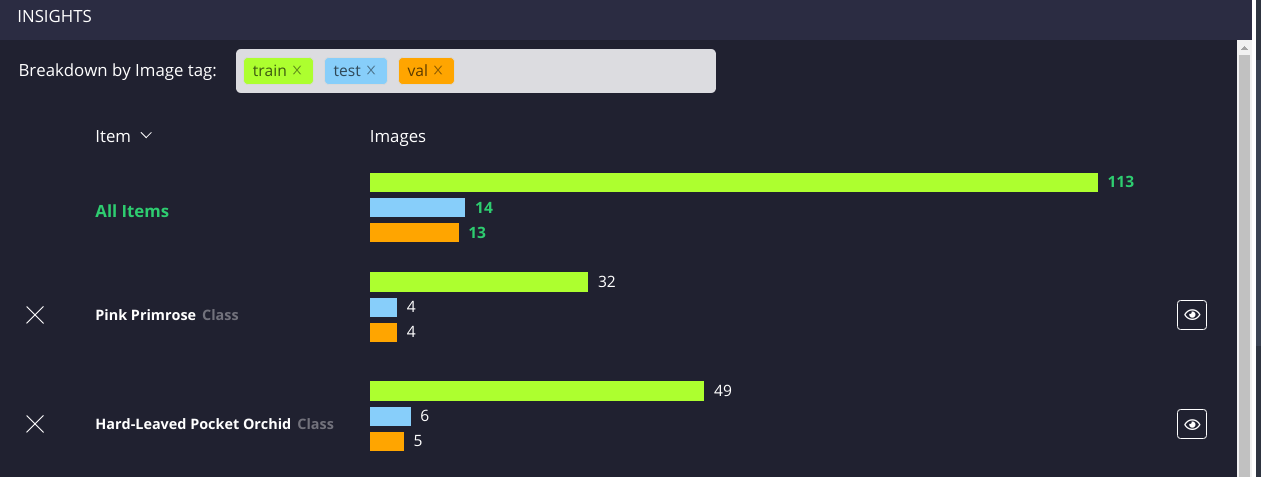 INSIGHTS
Breakdown by Image tag: train × test × val ×
Item Images
113
All Items 14
13
32
Pink Primrose Class 4
4
49
Hard-Leaved Pocket Orchid Class 6
5